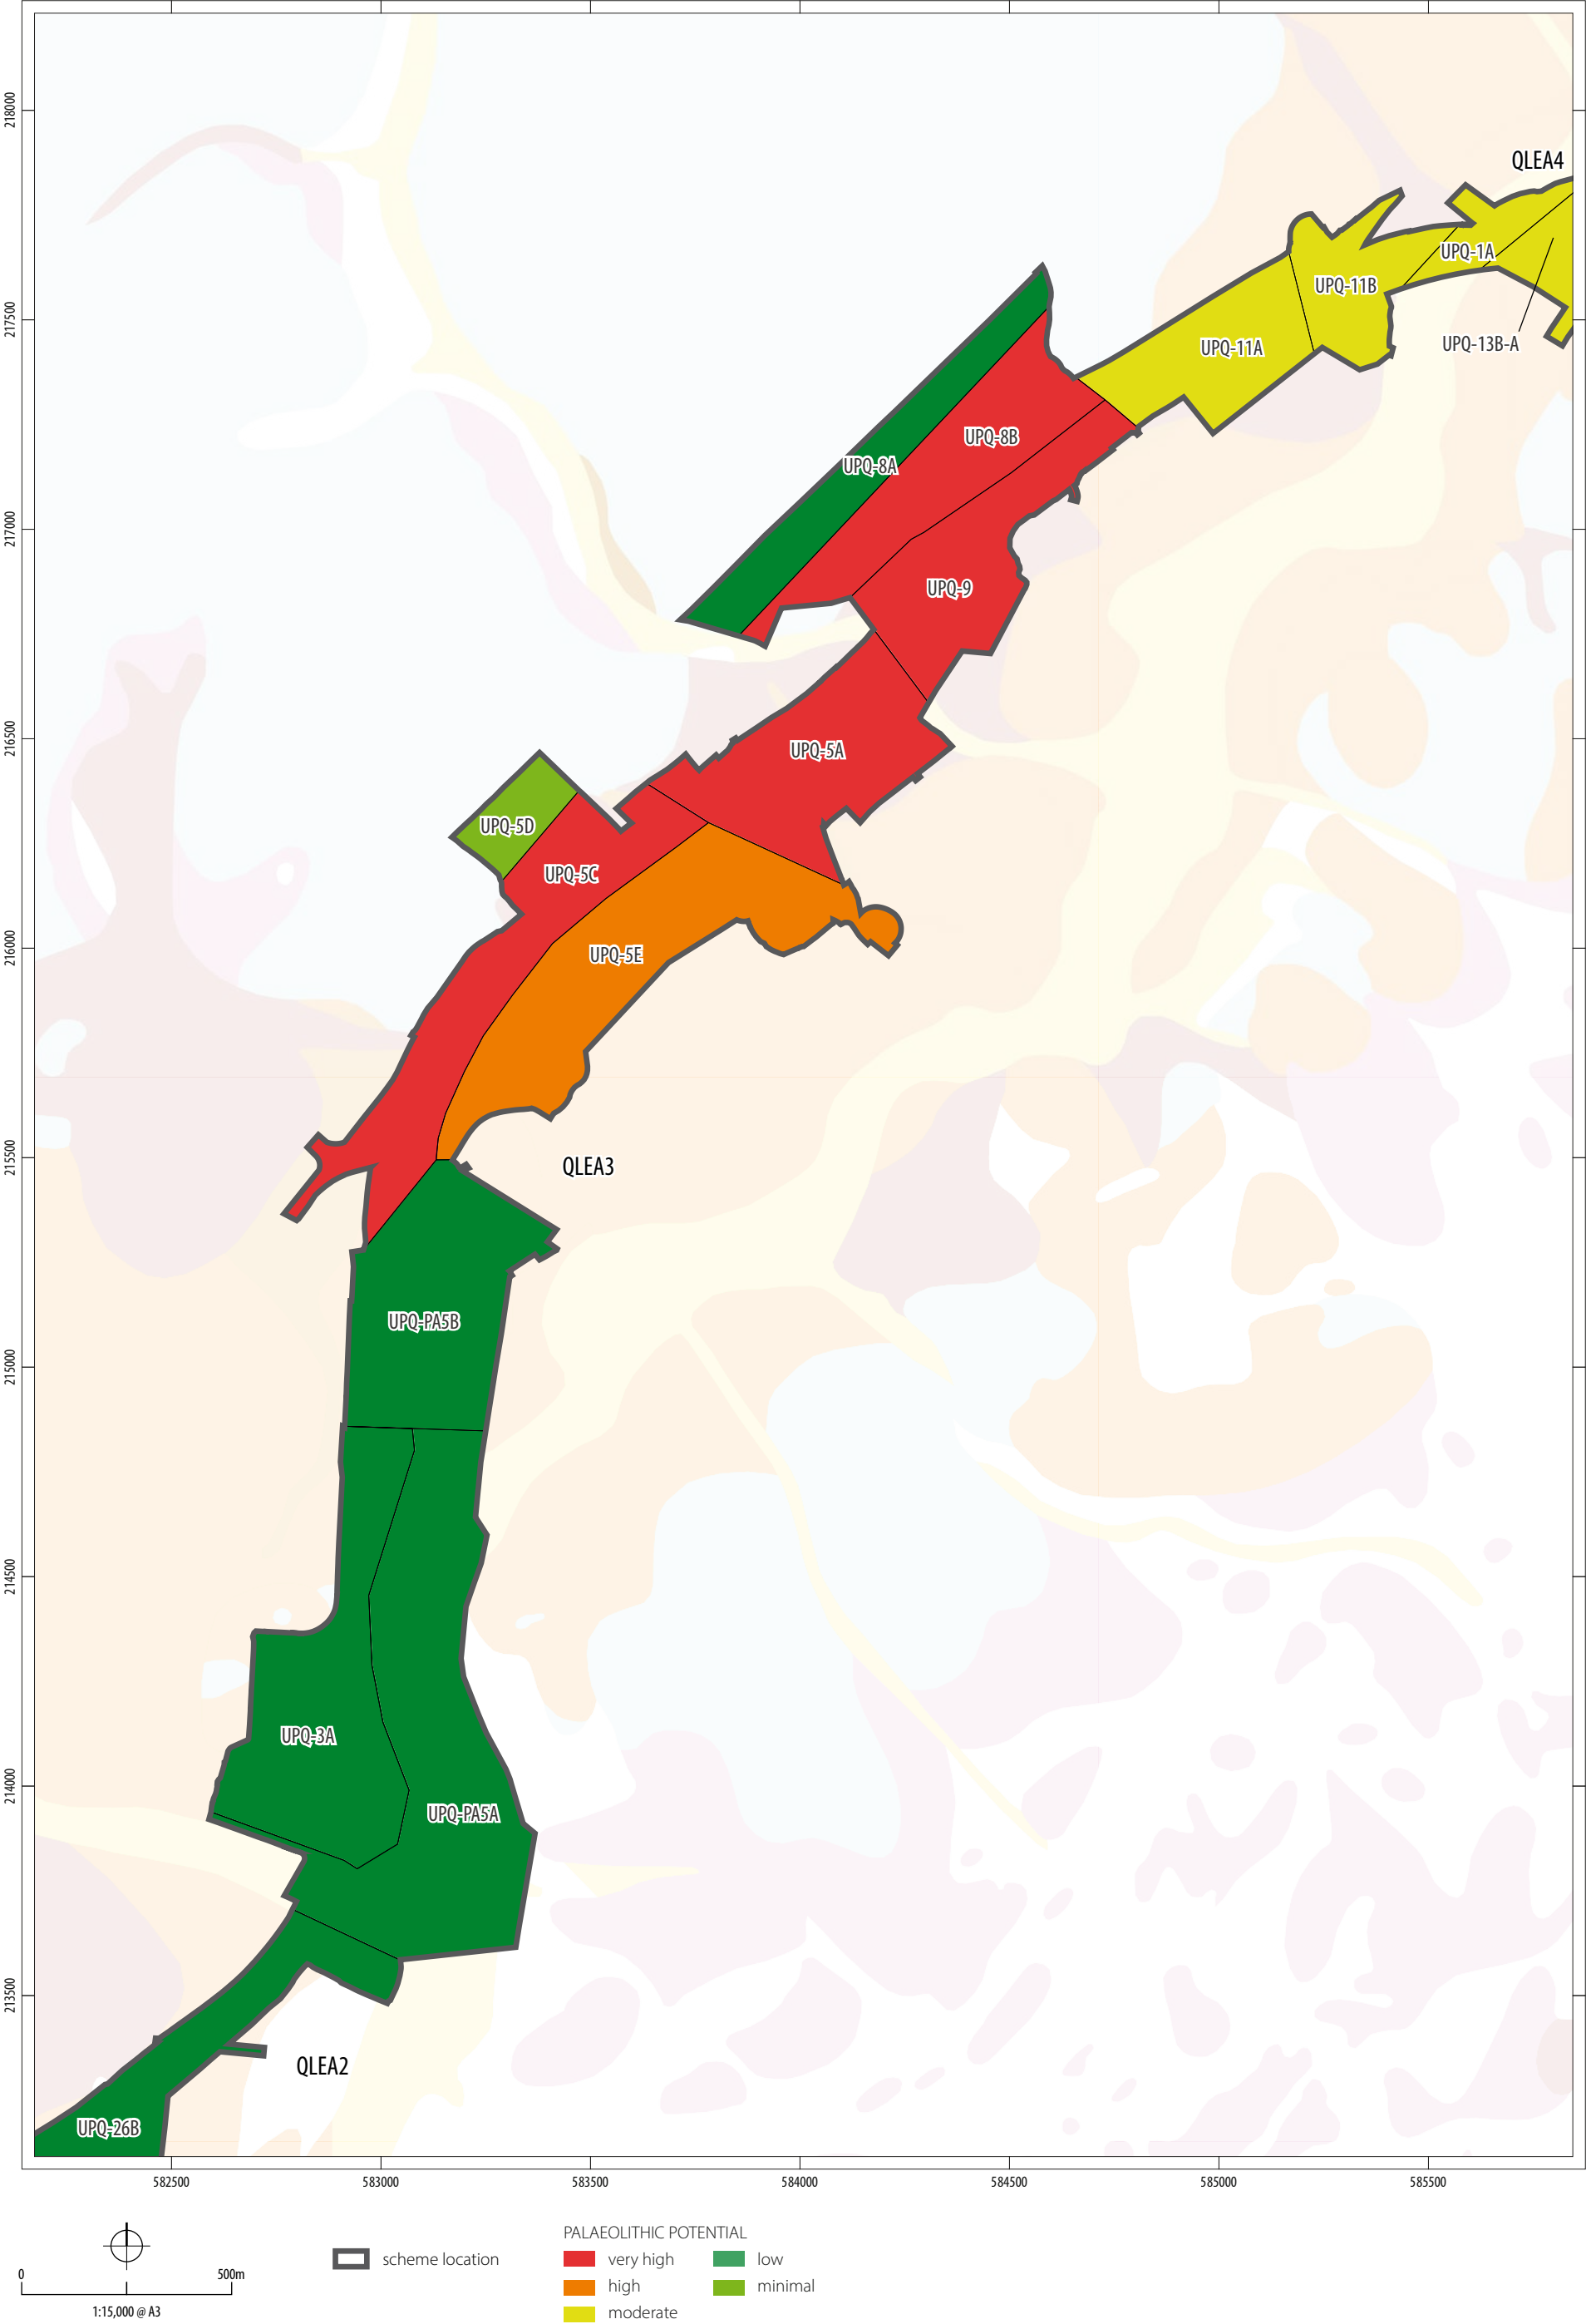 218000
QLEA4
UPQ-1A
UPQ-11B
217500
UPQ-13B-A
UPQ-11A
UPQ-8B
UPQ-8A
217000
UPQ-9
216500
UPQ-5A
UPQ-5D
UPQ-5C
216000
UPQ-5E
215500
QLEA3
UPQ-PA5B
215000
214500
UPQ-3A
214000
UPQ-PA5A
213500
QLEA2
UPQ-26B
582500 583000 583500 584000 584500 585000 585500
PALAEOLITHIC POTENTIAL
scheme location
very high
low
0 500m
high
minimal
1:15,000 @ A3
moderate